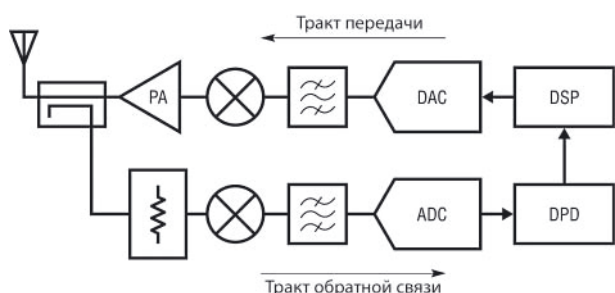 Тракт передачи
PA
DAC
DSP
ADC
DPD
Тракт обратной связи